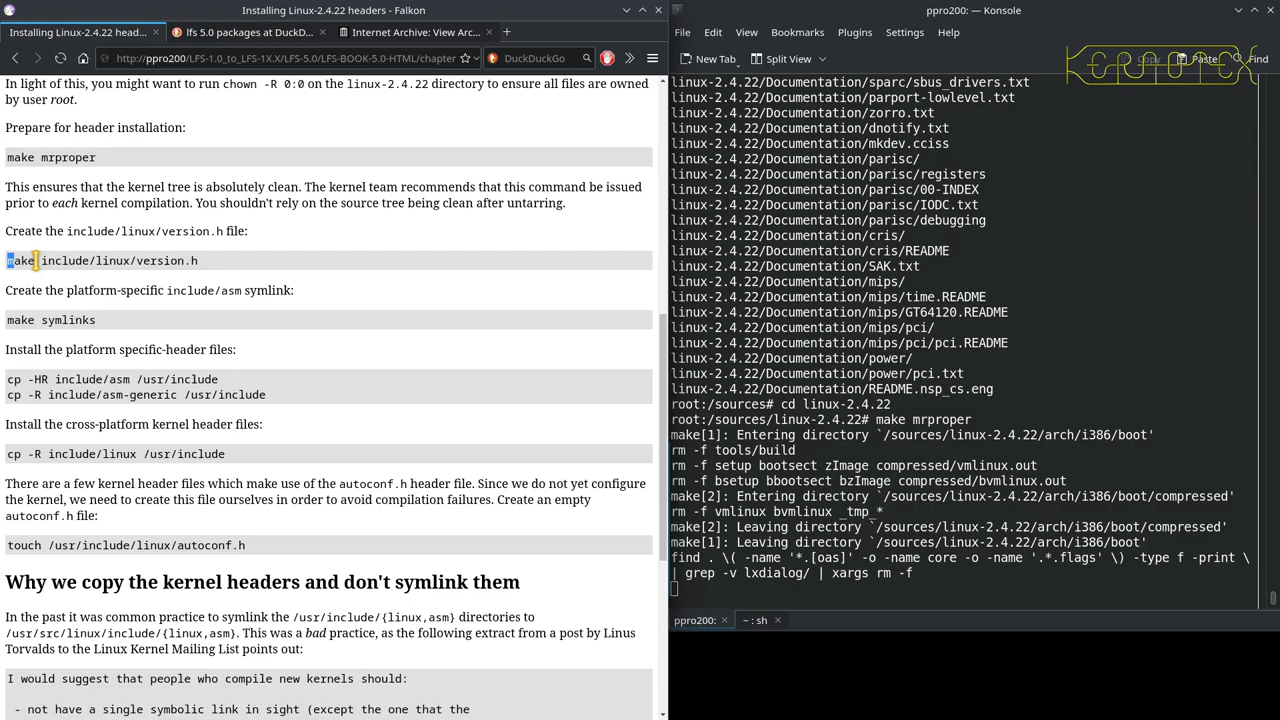 Installing Linux-2.4.22 headers - Falkon
Installing Linux-2.4.22 head...
lfs 5.0 packages at DuckD...
Internet Archive: View Arc...
http://ppro200/LFS-1.0_to_LFS-1X.X/LFS-5.0/LFS-BOOK-5.0-HTML/chapter
DuckDuckGo
In light of this, you might want to run chown -R 0:0 on the linux-2.4.22 directory to ensure all files are owned
by user root.
Prepare for header installation:
make mrproper
This ensures that the kernel tree is absolutely clean. The kernel team recommends that this command be issued
prior to each kernel compilation. You shouldn't rely on the source tree being clean after untarring.
Create the include/linux/version.h file:
make include/linux/version.h
Create the platform-specific include/asm symlink:
make symlinks
Install the platform specific-header files:
cp -HR include/asm /usr/include
cp -R include/asm-generic /usr/include
Install the cross-platform kernel header files:
cp -R include/linux /usr/include
There are a few kernel header files which make use of the autoconf.h header file. Since we do not yet configure
the kernel, we need to create this file ourselves in order to avoid compilation failures. Create an empty
autoconf.h file:
touch /usr/include/linux/autoconf.h
Why we copy the kernel headers and don't symlink them
In the past it was common practice to symlink the /usr/include/{linux,asm} directories to
/usr/src/linux/include/{linux,asm}. This was a bad practice, as the following extract from a post by Linus
Torvalds to the Linux Kernel Mailing List points out:
I would suggest that people who compile new kernels should:
- not have a single symbolic link in sight (except the one that the
ppro200: — Konsole
File Edit View Bookmarks Plugins Settings Help
New Tab Split View Copy Paste Find
linux-2.4.22/Documentation/sparc/sbus_drivers.txt
linux-2.4.22/Documentation/parport-lowlevel.txt
linux-2.4.22/Documentation/zorro.txt
linux-2.4.22/Documentation/dnotify.txt
linux-2.4.22/Documentation/mkdev.cciss
linux-2.4.22/Documentation/parisc/
linux-2.4.22/Documentation/parisc/registers
linux-2.4.22/Documentation/parisc/00-INDEX
linux-2.4.22/Documentation/parisc/IODC.txt
linux-2.4.22/Documentation/parisc/debugging
linux-2.4.22/Documentation/cris/
linux-2.4.22/Documentation/cris/README
linux-2.4.22/Documentation/SAK.txt
linux-2.4.22/Documentation/mips/
linux-2.4.22/Documentation/mips/time.README
linux-2.4.22/Documentation/mips/GT64120.README
linux-2.4.22/Documentation/mips/pci/
linux-2.4.22/Documentation/mips/pci/pci.README
linux-2.4.22/Documentation/power/
linux-2.4.22/Documentation/power/pci.txt
linux-2.4.22/Documentation/README.nsp_cs.eng
root:/sources# cd linux-2.4.22
root:/sources/linux-2.4.22# make mrproper
make[1]: Entering directory `/sources/linux-2.4.22/arch/i386/boot'
rm -f tools/build
rm -f setup bootsect zImage compressed/vmlinux.out
rm -f bsetup bbootsect bzImage compressed/bvmlinux.out
make[2]: Entering directory `/sources/linux-2.4.22/arch/i386/boot/compressed'
rm -f vmlinux bvmlinux _tmp_*
make[2]: Leaving directory `/sources/linux-2.4.22/arch/i386/boot/compressed'
make[1]: Leaving directory `/sources/linux-2.4.22/arch/i386/boot'
find . \( -name '*.[oas]' -o -name core -o -name '.*.flags' \) -type f -print \
| grep -v lxdialog/ | xargs rm -f
ppro200:
~ : sh